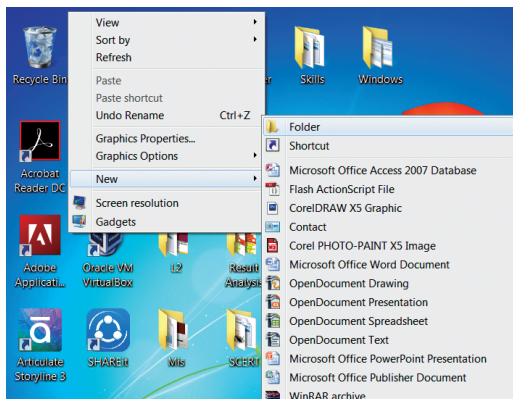 View
Sort by
Refresh
Paste
Paste shortcut
Undo Rename Ctrl+Z
Graphics Properties...
Graphics Options
New
Screen resolution
Gadgets
Folder
Shortcut
Microsoft Office Access 2007 Database
Flash ActionScript File
CorelDRAW X5 Graphic
Contact
Corel PHOTO-PAINT X5 Image
Microsoft Office Word Document
OpenDocument Drawing
OpenDocument Presentation
OpenDocument Spreadsheet
OpenDocument Text
Microsoft Office PowerPoint Presentation
Microsoft Office Publisher Document
WinRAR archive
Recycle Bin
Skills
Windows
Acrobat
Reader DC
Adobe
Applicati...
Oracle VM
VirtualBox
L2
Result
Analysis
Articulate
Storyline 3
SHAREit
Mis
SCERT